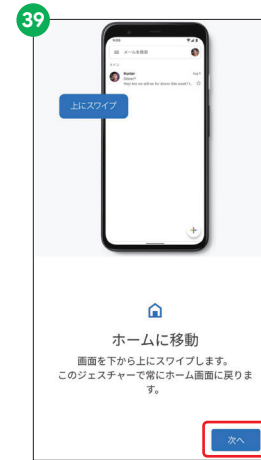 39
9:00
メールを検索
メイン
上にスワイプ
ホームに移動
画面を下から上にスワイプします。
このジェスチャーで常にホーム画面に戻りま
す。
次へ